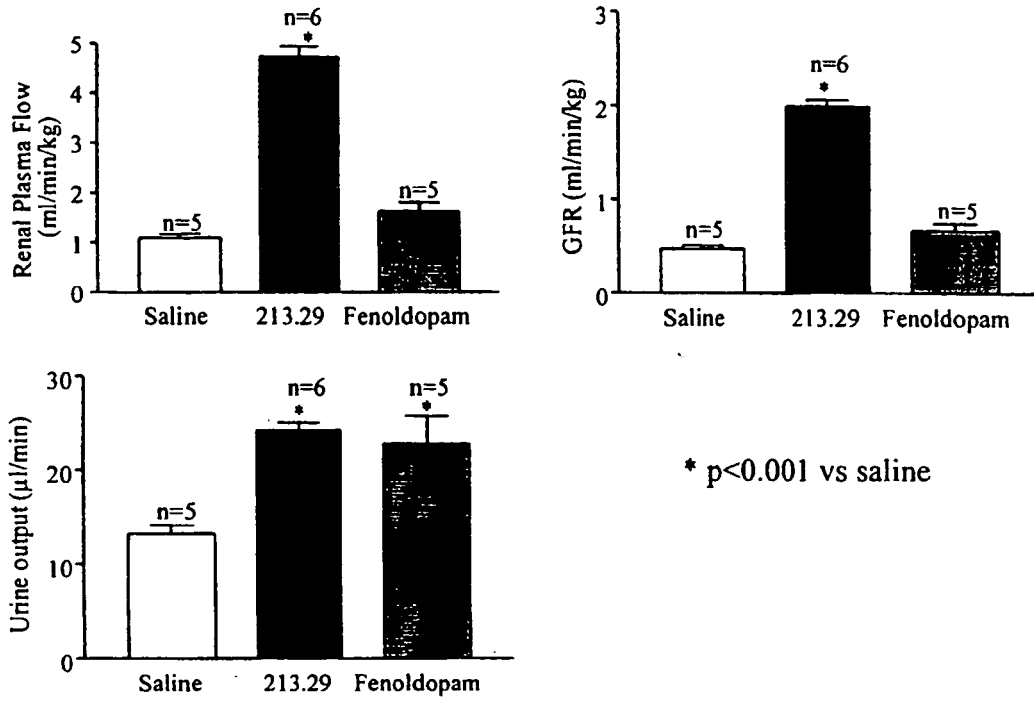 Renal Plasma Flow
(ml/min/kg)
5
4
3
2
1
0
n=5
n=6
*
n=5
Saline
213.29
Fenoldopam
GFR (ml/min/kg)
3
2
1
0
n=5
n=6
*
n=5
Saline
213.29
Fenoldopam
Urine output (µl/min)
30
20
10
0
n=5
n=6
*
n=5
*
Saline
213.29
Fenoldopam
* p<0.001 vs saline